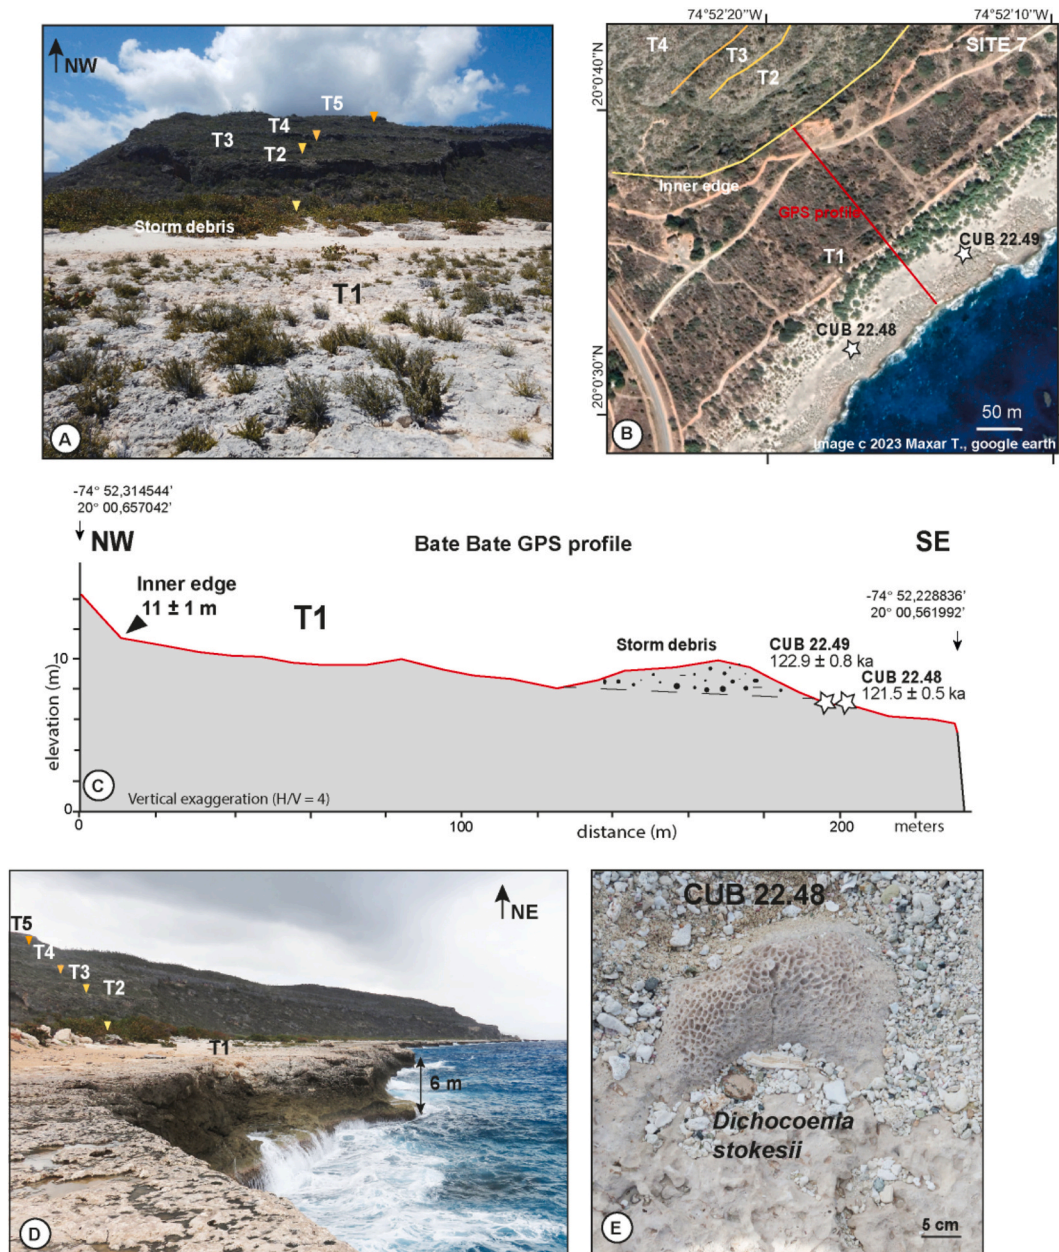 NW
T5
T4
T3
T2
Storm debris
T1
A
74°52'20"W
74°52'10"W
20°0'40"N
20°0'30"N
T4
T3
T2
SITE 7
Inner edge
GPS profile
T1
CUB 22.49
CUB 22.48
50 m
B
Image c 2023 Maxar T., google earth
-74° 52,314544'
20° 00,657042'
NW
Bate Bate GPS profile
SE
Inner edge
11 ± 1 m
T1
-74° 52,228836'
20° 00,561992'
Storm debris
CUB 22.49
122.9 ± 0.8 ka
CUB 22.48
121.5 ± 0.5 ka
10
elevation (m)
C
0
Vertical exaggeration (H/V = 4)
0
100
distance (m)
200
meters
NE
T5
T4
T3
T2
T1
6 m
D
CUB 22.48
Dichocoenia
stokesii
E
5 cm